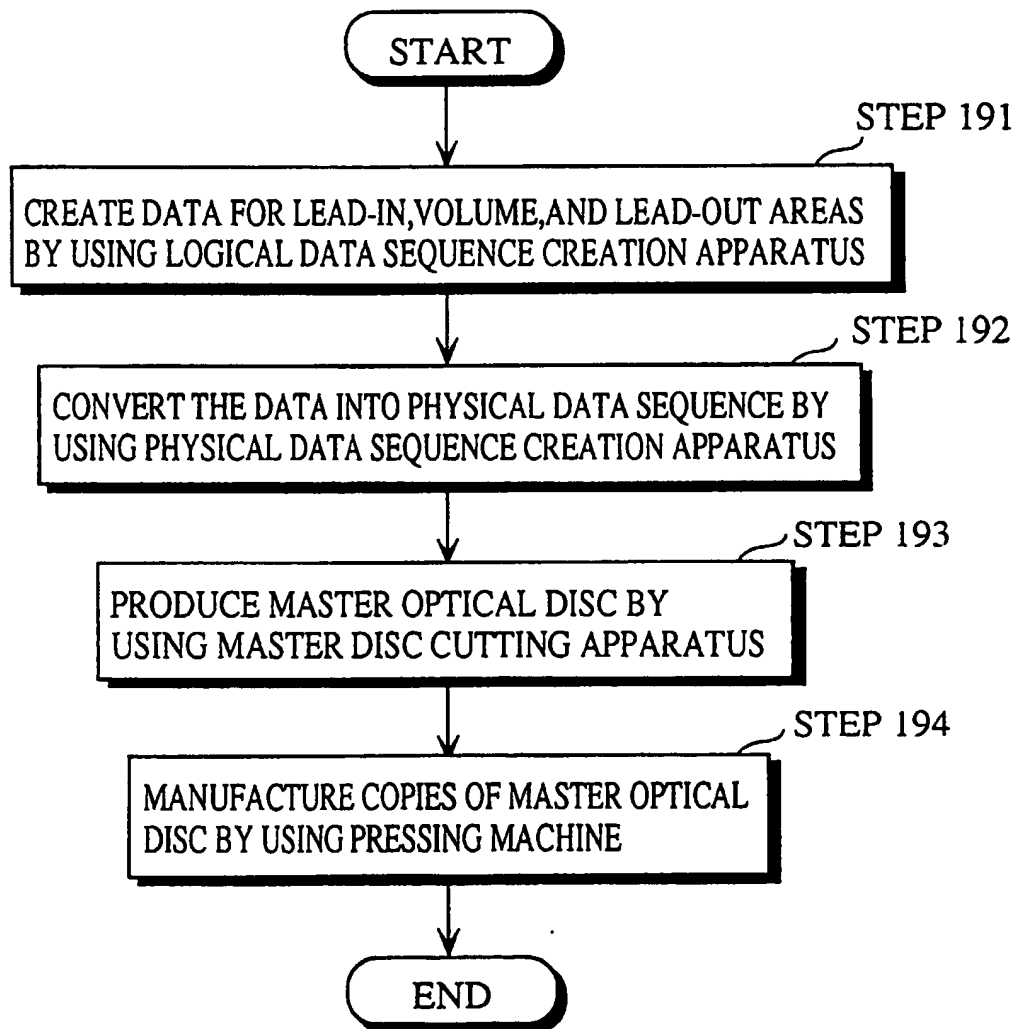 START
STEP 191
CREATE DATA FOR LEAD-IN,VOLUME,AND LEAD-OUT AREAS
BY USING LOGICAL DATA SEQUENCE CREATION APPARATUS
STEP 192
CONVERT THE DATA INTO PHYSICAL DATA SEQUENCE BY
USING PHYSICAL DATA SEQUENCE CREATION APPARATUS
STEP 193
PRODUCE MASTER OPTICAL DISC BY
USING MASTER DISC CUTTING APPARATUS
STEP 194
MANUFACTURE COPIES OF MASTER OPTICAL
DISC BY USING PRESSING MACHINE
END